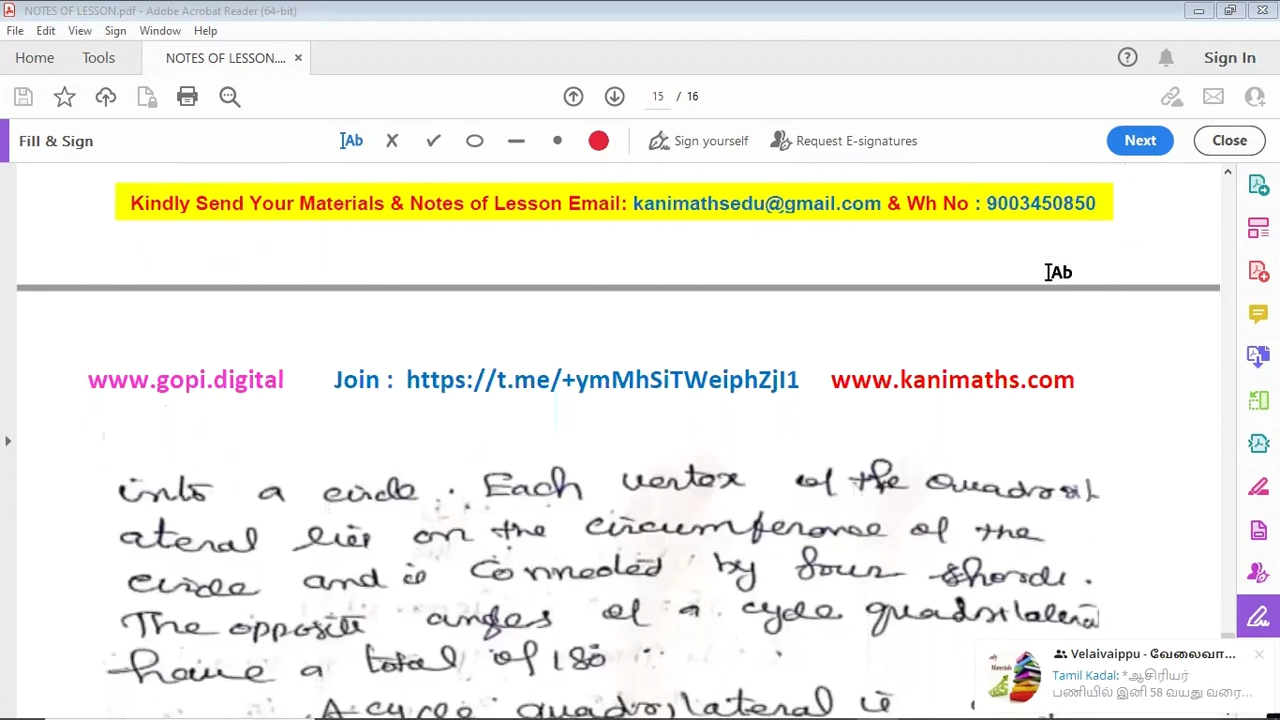 NOTES OF LESSON.pdf - Adobe Acrobat Reader (64-bit)
File Edit View Sign Window Help
Home Tools NOTES OF LESSON.... × Sign In
15 / 16
Fill & Sign Ab Sign yourself Request E-signatures Next Close
Kindly Send Your Materials & Notes of Lesson Email: kanimathsedu@gmail.com & Wh No : 9003450850
Ab
www.gopi.digital Join : https://t.me/+ymMhSiTWeiphZjI1 www.kanimaths.com
into a circle . Each vertex of the quadril
ateral lies on the circumference of the
circle and is connected by four chords .
The opposite angles of a cycle quadrilateral
have a total of 180
A cycle quadrilateral is
Velaivaippu - வேலைவா...
Tamil Kadal: *ஆசிரியர்
பணியில் இனி 58 வயது வரை...